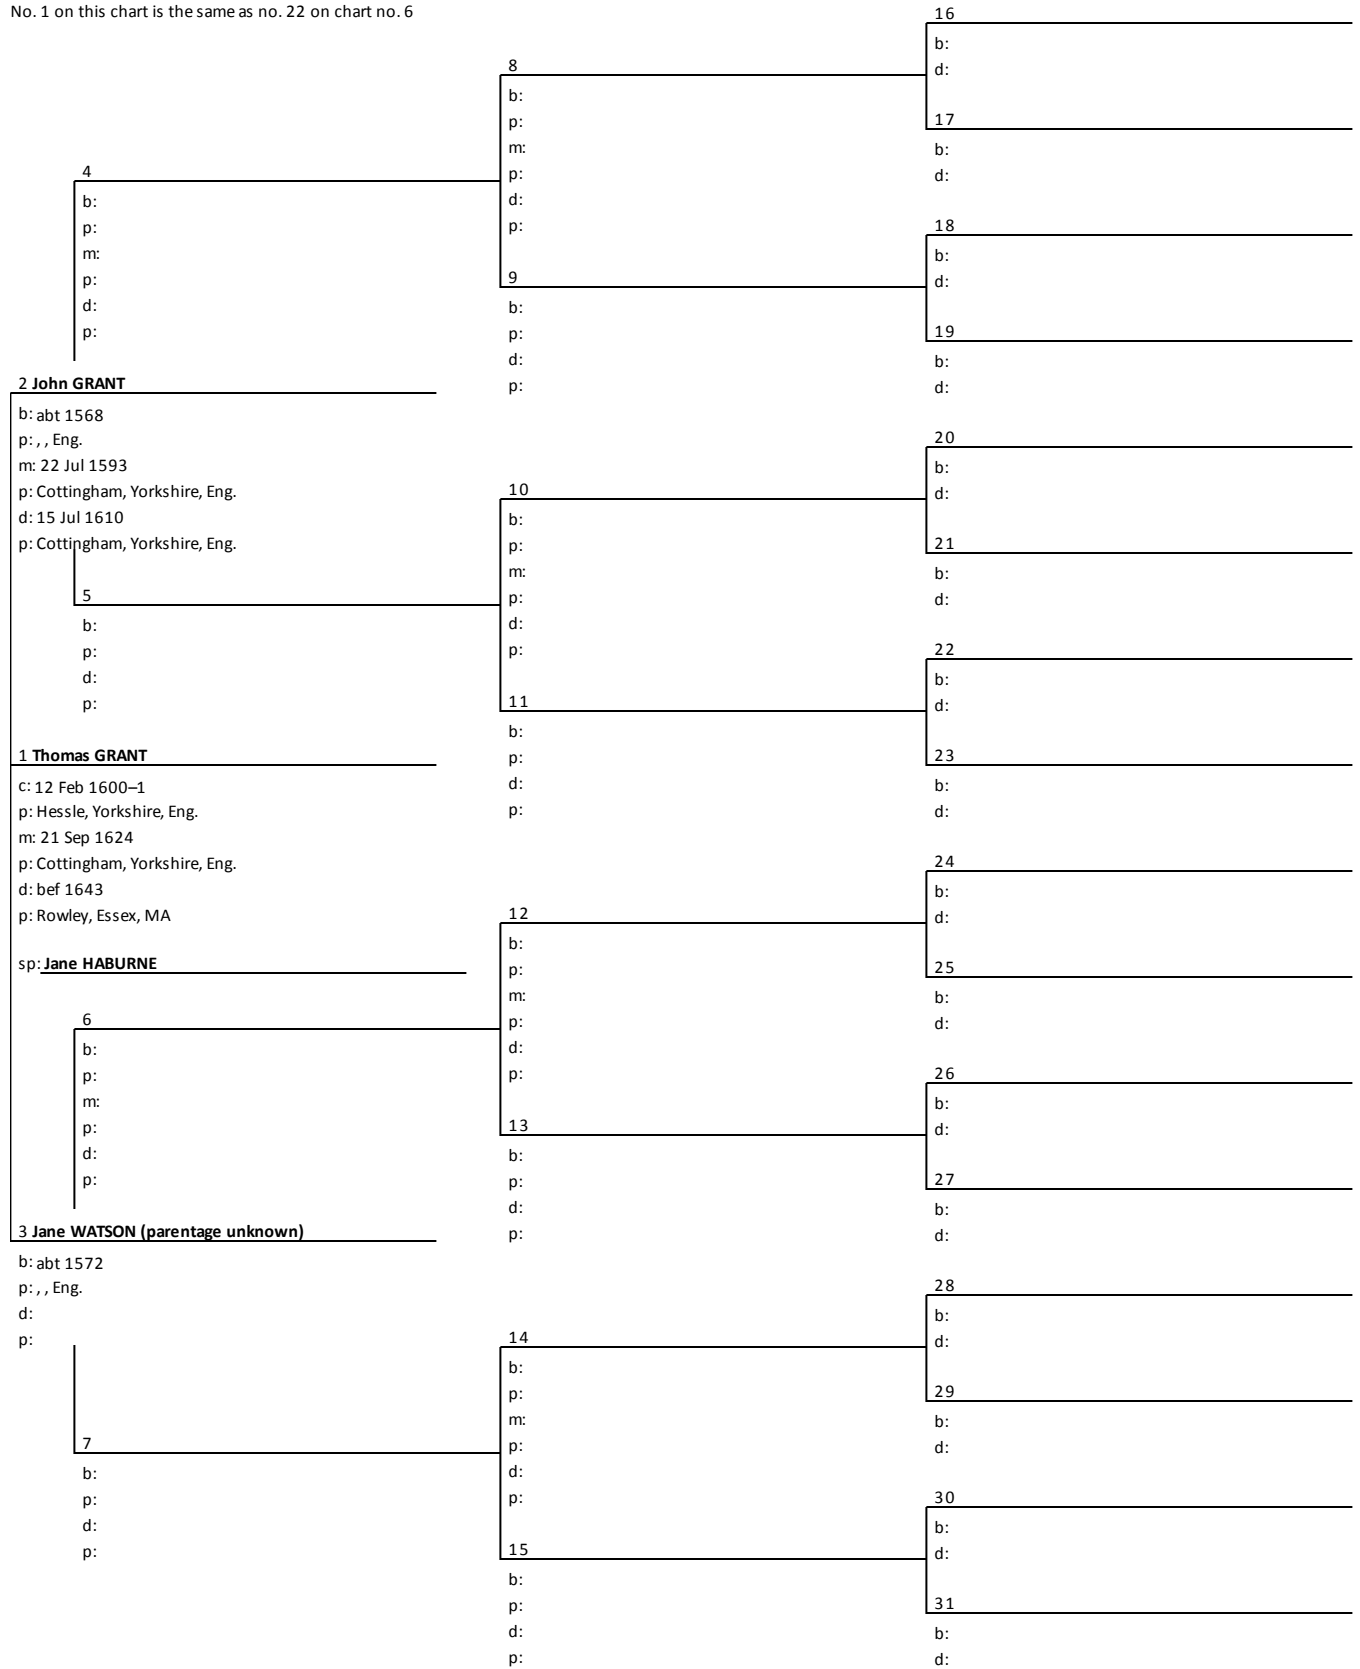 No. 1 on this chart is the same as no. 22 on chart no. 6
4
b:
p:
m:
p:
d:
p:
2 John GRANT
b: abt 1568
p: , , Eng.
m: 22 Jul 1593
p: Cottingham, Yorkshire, Eng.
d: 15 Jul 1610
p: Cottingham, Yorkshire, Eng.
5
b:
p:
d:
p:
1 Thomas GRANT
c: 12 Feb 1600–1
p: Hessle, Yorkshire, Eng.
m: 21 Sep 1624
p: Cottingham, Yorkshire, Eng.
d: bef 1643
p: Rowley, Essex, MA
sp: Jane HABURNE
6
b:
p:
m:
p:
d:
p:
3 Jane WATSON (parentage unknown)
b: abt 1572
p: , , Eng.
d:
p:
7
b:
p:
d:
p:
8
b:
p:
m:
p:
d:
p:
9
b:
p:
d:
p:
10
b:
p:
m:
p:
d:
p:
11
b:
p:
d:
p:
12
b:
p:
m:
p:
d:
p:
13
b:
p:
d:
p:
14
b:
p:
m:
p:
d:
p:
15
b:
p:
d:
p:
16
b:
d:
17
b:
d:
18
b:
d:
19
b:
d:
20
b:
d:
21
b:
d:
22
b:
d:
23
b:
d:
24
b:
d:
25
b:
d:
26
b:
d:
27
b:
d:
28
b:
d:
29
b:
d:
30
b:
d:
31
b:
d: